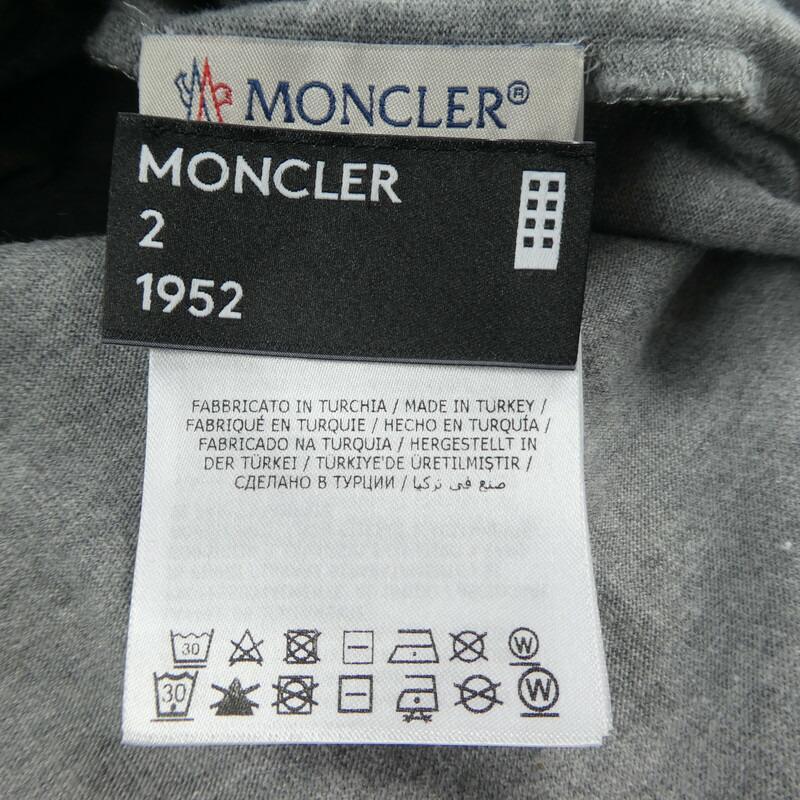 MONCLER®
MONCLER
2
1952
FABBRICATO IN TURCHIA / MADE IN TURKEY /
FABRIQUÉ EN TURQUIE / HECHO EN TURQUÍA /
FABRICADO NA TURQUIA / HERGESTELLT IN
DER TÜRKEI / TÜRKIYE'DE ÜRETILMIŞTIR /
СДЕЛАНО В ТУРЦИИ / صنع في تركيا
30 W
30 W